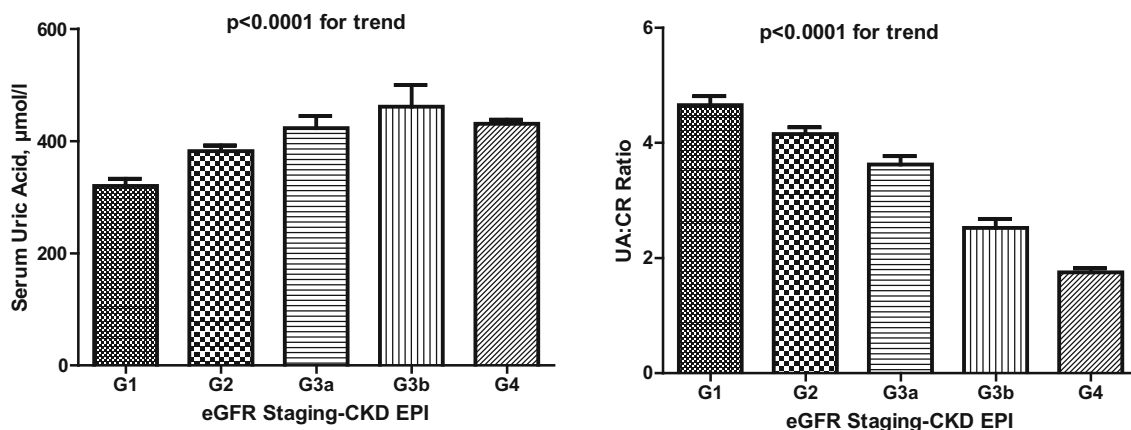 p<0.0001 for trend
Serum Uric Acid, µmol/l
600
400
200
0
G1 G2 G3a G3b G4
eGFR Staging-CKD EPI
p<0.0001 for trend
UA:CR Ratio
6
4
2
0
G1 G2 G3a G3b G4
eGFR Staging-CKD EPI